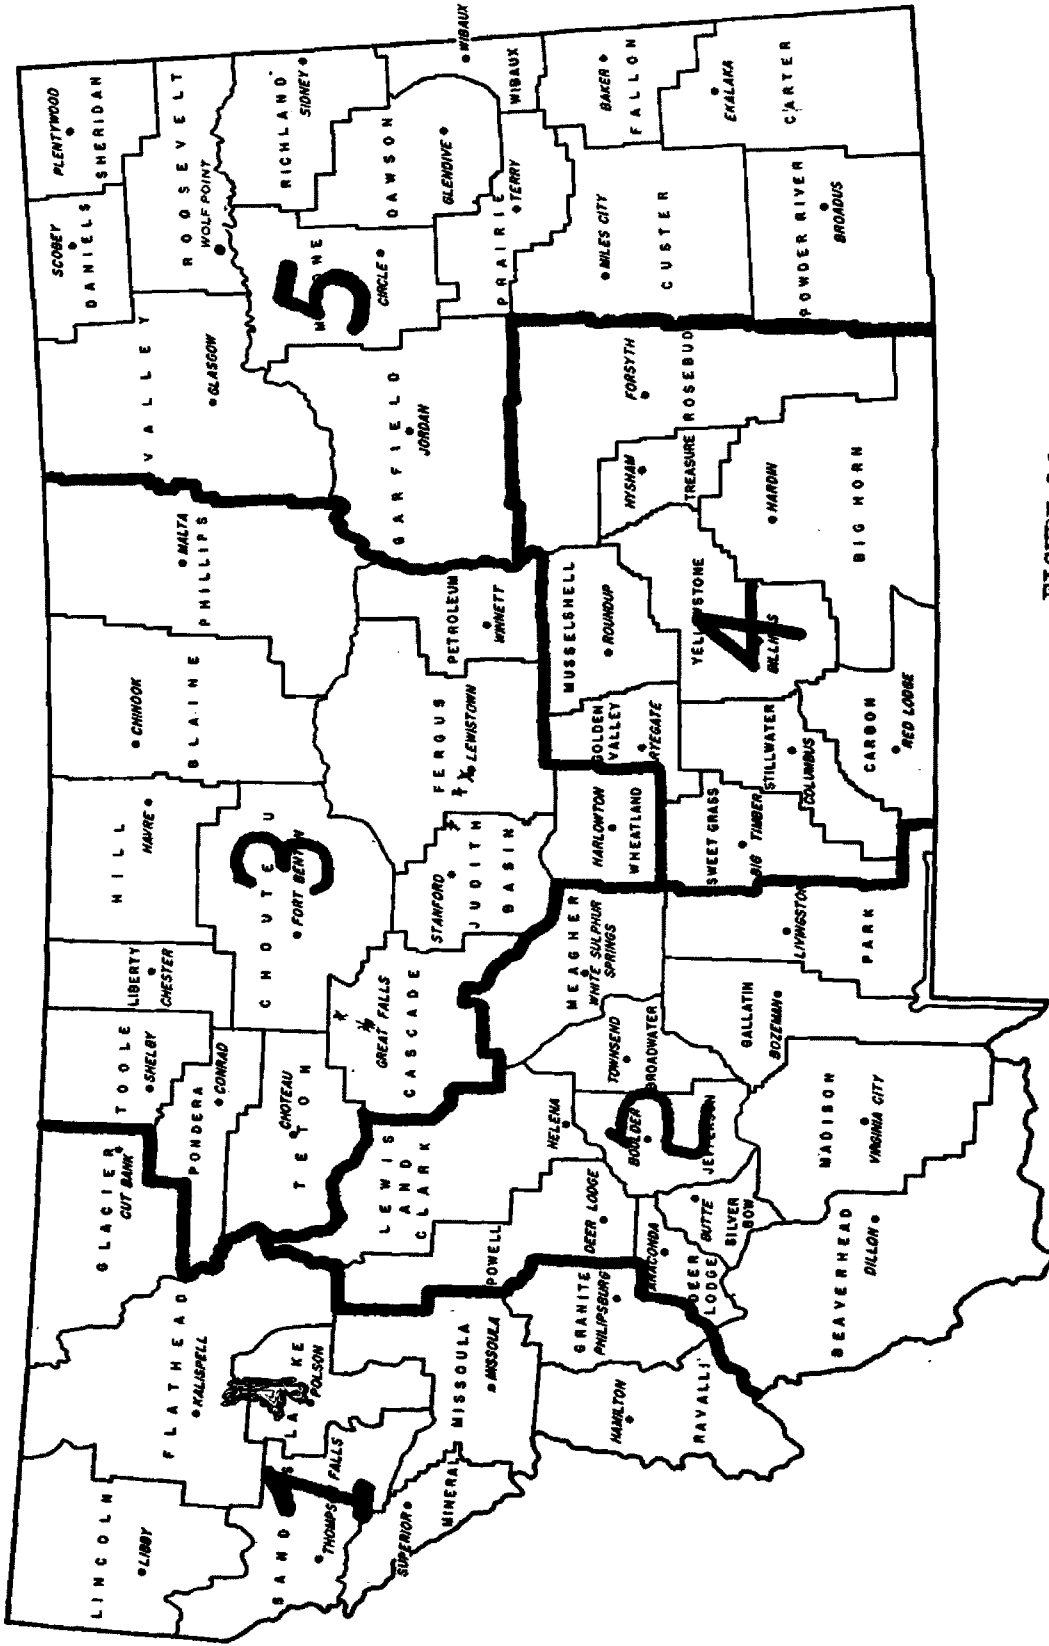 LINCOLN
LIBBY
FLATHEAD
KALISPELL
GLACIER
CUT BANK
TOOLE
SHELBY
LIBERTY
CHESTER
HILL
HAVRE
BLAINE
CHINOOK
PHILLIPS
MALTA
VALLEY
GLASGOW
DANIELS
SCOBEY
SHERIDAN
PLENTYWOOD
ROOSEVELT
WOLF POINT
PONDERA
CONRAD
TETON
CHOTEAU
CHOUTEAU
FORT BENTON
3
5
CIRCLE
RICHLAND
SIDNEY
1
THOMPSON FALLS
LAKE
POLSON
LEWIS
AND
CLARK
HELENA
CASCADE
GREAT FALLS
JUDITH
BASIN
STANFORD
FERGUS
LEWISTOWN
PETROLEUM
WINNETT
GARFIELD
JORDAN
DAWSON
GLENDIVE
WIBAUX
WIBAUX
PRAIRIE
TERRY
MINERAL
SUPERIOR
MISSOULA
MISSOULA
POWELL
DEER LODGE
GRANITE
PHILIPSBURG
RAVALLI
HAMILTON
DEER
LODGE
ANACONDA
SILVER
BOW
BUTTE
2
JEFFERSON
BOULDER
BROADWATER
TOWNSEND
MEAGHER
WHITE SULPHUR
SPRINGS
WHEATLAND
HARLOWTON
GOLDEN
VALLEY
RYEGATE
MUSSELSHELL
ROUNDUP
TREASURE
HYSHAM
ROSEBUD
FORSYTH
CUSTER
MILES CITY
FALLON
BAKER
BEAVERHEAD
DILLON
MADISON
VIRGINIA CITY
GALLATIN
BOZEMAN
PARK
LIVINGSTON
SWEET GRASS
BIG TIMBER
STILLWATER
COLUMBUS
CARBON
RED LODGE
YELLOWSTONE
BILLINGS
4
BIG HORN
HARDIN
POWDER RIVER
BROADUS
CARTER
EKALAKA